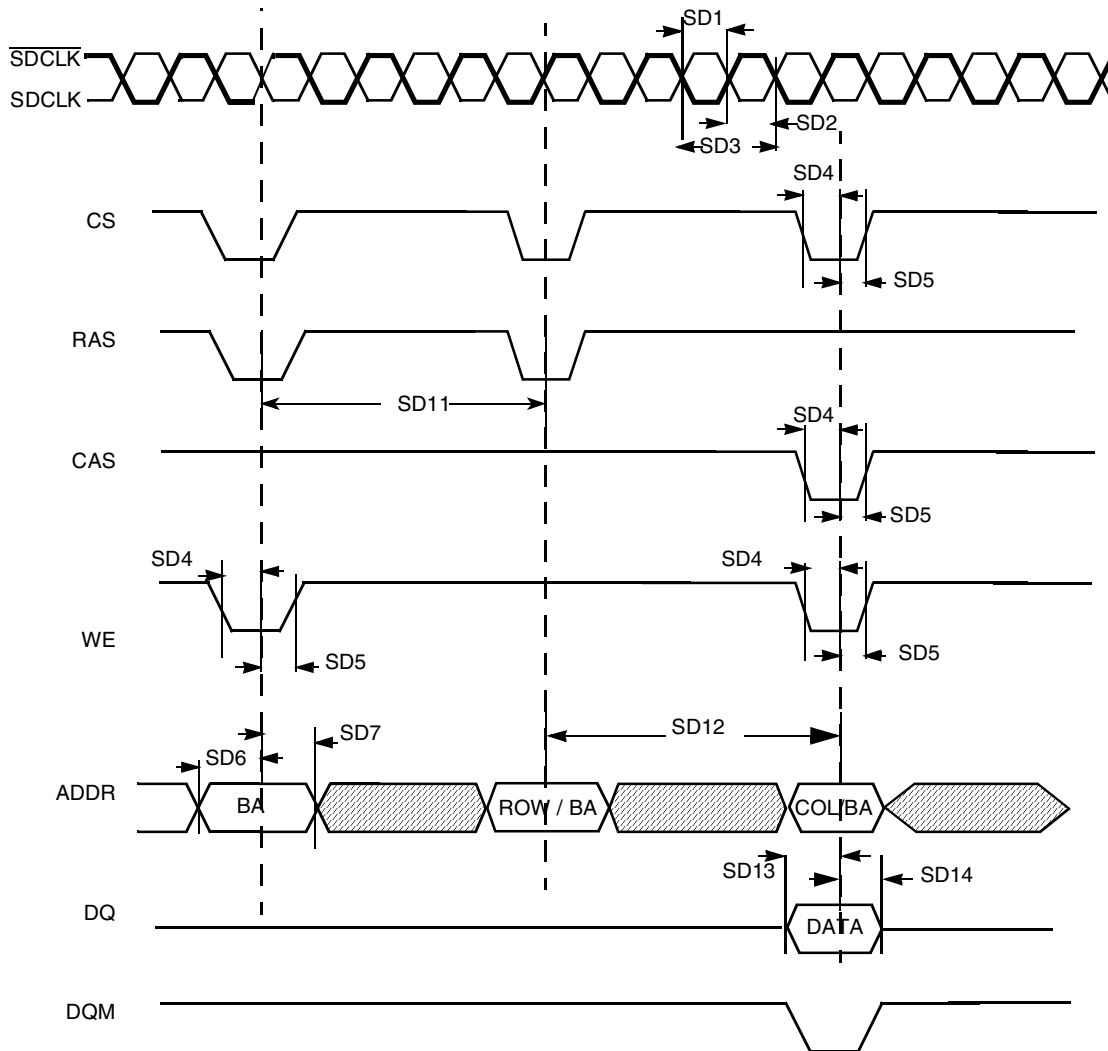 SD1
SDCLK
SDCLK
SD2
SD3
SD4
CS
SD5
RAS
SD11
SD4
CAS
SD5
SD4
SD4
WE
SD5
SD5
SD12
SD7
SD6
ADDR
BA
ROW / BA
COL/BA
SD13
SD14
DQ
DATA
DQM